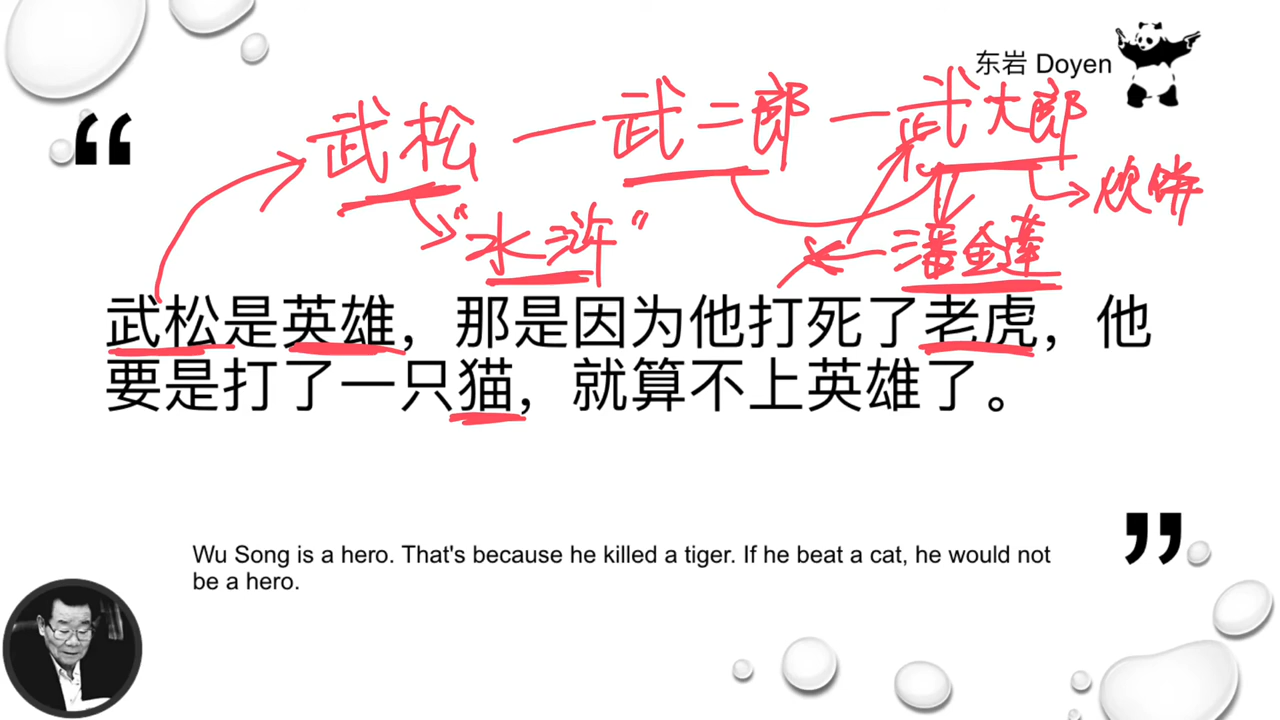 东岩 Doyen
“
武松 — 武二郎 — 武大郎
炊饼
“水浒”
潘金莲
武松是英雄，那是因为他打死了老虎，他
要是打了一只猫，就算不上英雄了。
”
Wu Song is a hero. That's because he killed a tiger. If he beat a cat, he would not
be a hero.